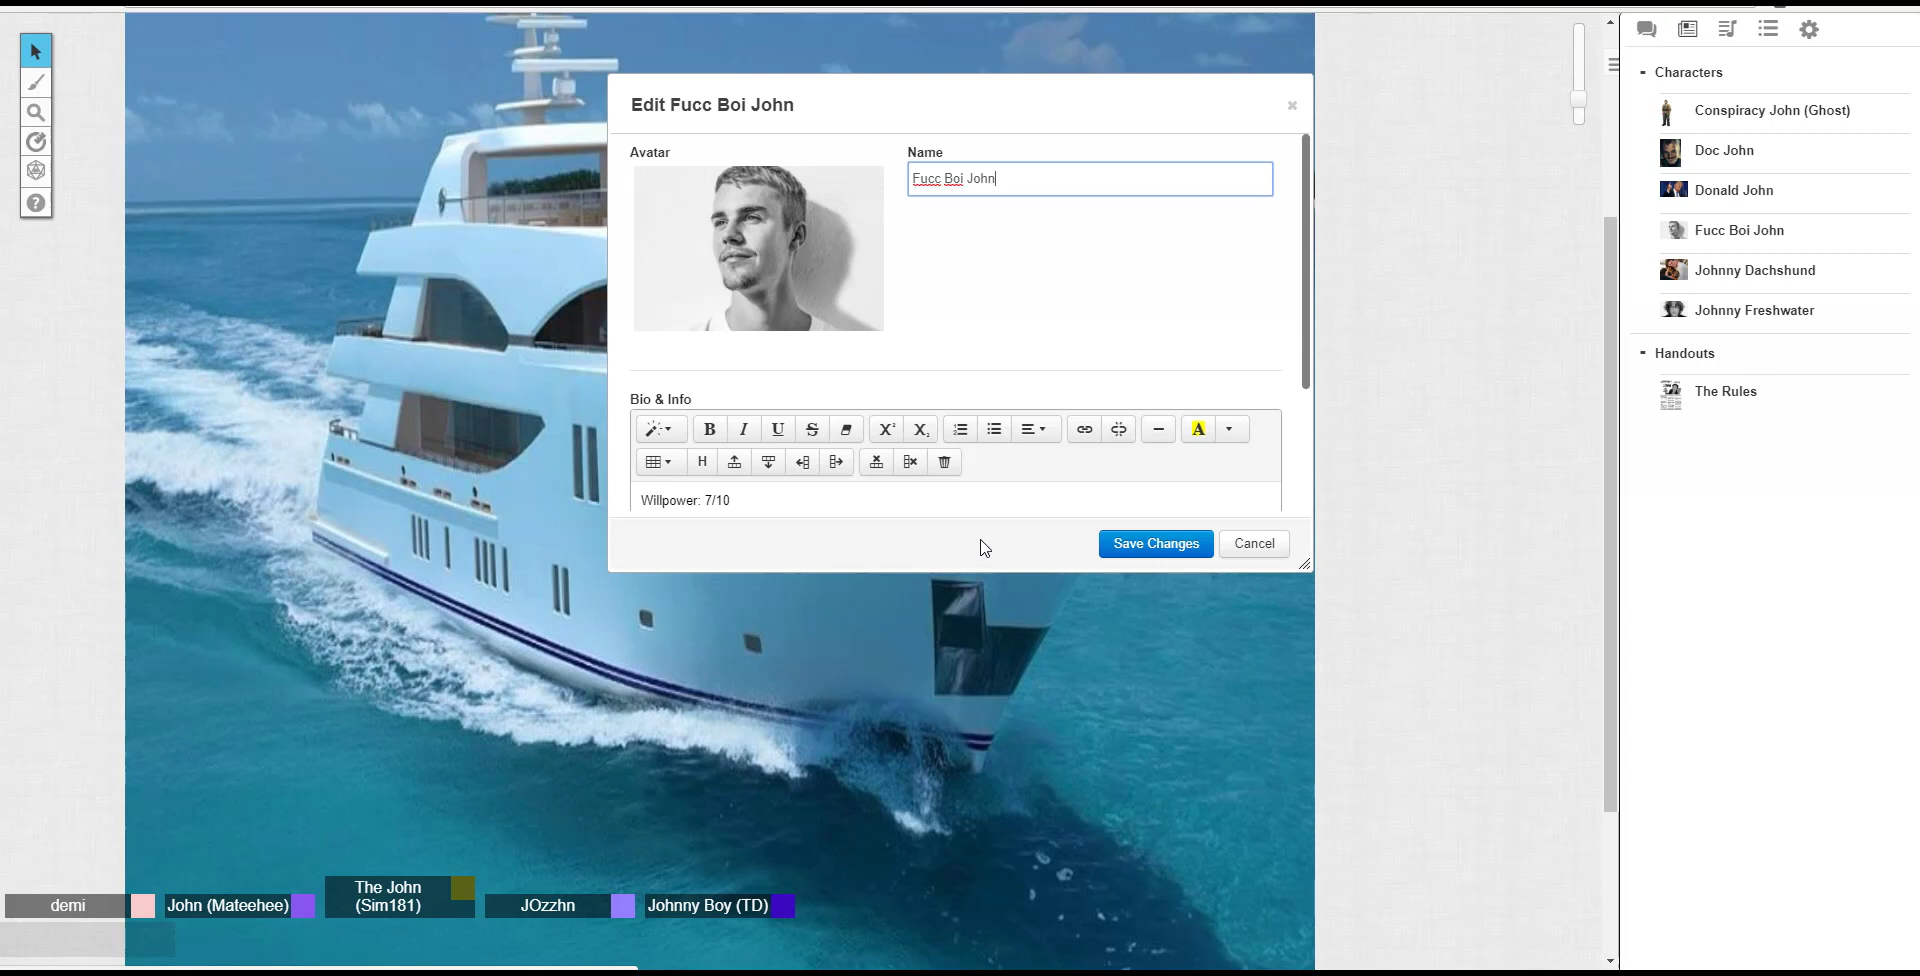 Edit Fucc Boi John
Avatar
Name
Fucc Boi John
Bio & Info
B I U S X² X₂ A
H
Willpower: 7/10
Save Changes
Cancel
Characters
Conspiracy John (Ghost)
Doc John
Donald John
Fucc Boi John
Johnny Dachshund
Johnny Freshwater
Handouts
The Rules
demi
John (Mateehee)
The John
(Sim181)
JOzzhn
Johnny Boy (TD)